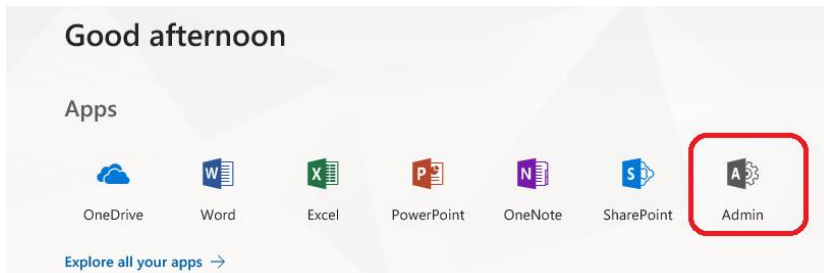 Good afternoon
Apps
W X P N S A
OneDrive Word Excel PowerPoint OneNote SharePoint Admin
Explore all your apps →